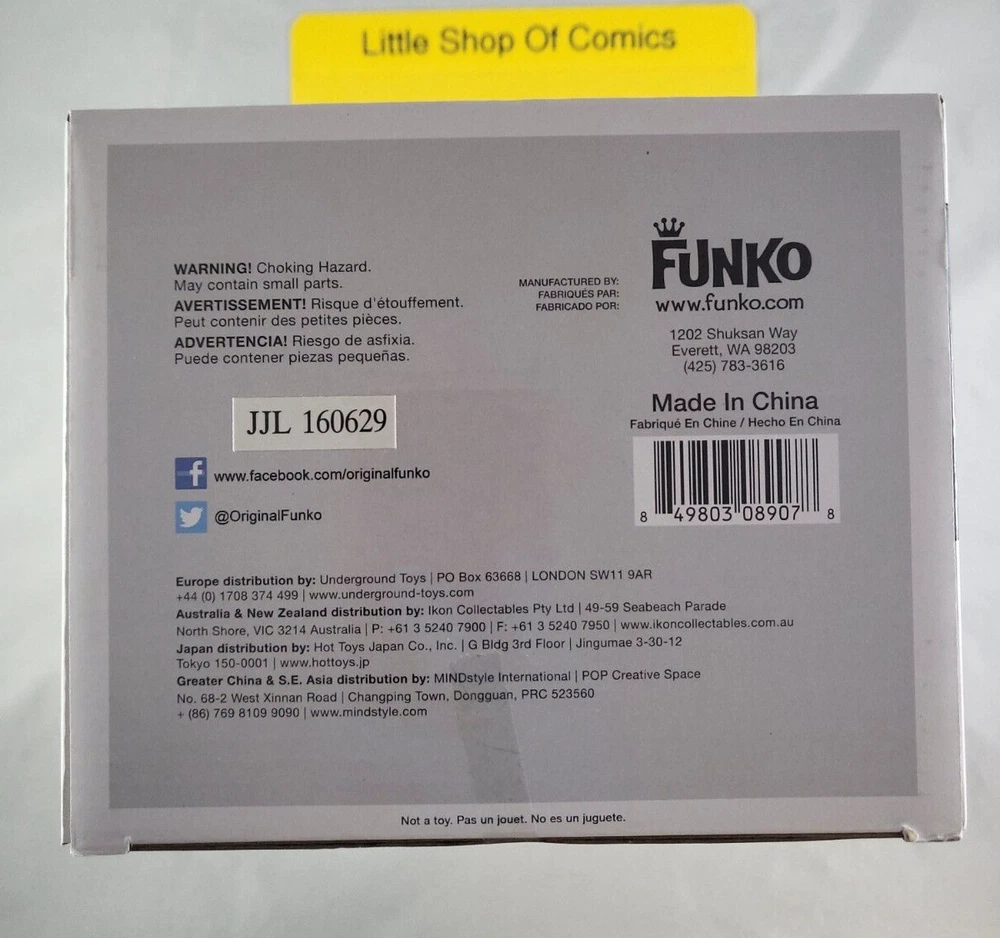 Little Shop Of Comics
WARNING! Choking Hazard.
May contain small parts.
AVERTISSEMENT! Risque d'étouffement.
Peut contenir des petites pièces.
ADVERTENCIA! Riesgo de asfixia.
Puede contener piezas pequeñas.
MANUFACTURED BY:
FABRIQUÉS PAR:
FABRICADO POR:
FUNKO
www.funko.com
1202 Shuksan Way
Everett, WA 98203
(425) 783-3616
Made In China
Fabriqué En Chine / Hecho En China
8 49803 08907 8
JJL 160629
www.facebook.com/originalfunko
@OriginalFunko
Europe distribution by: Underground Toys | PO Box 63668 | LONDON SW11 9AR
+44 (0) 1708 374 499 | www.underground-toys.com
Australia & New Zealand distribution by: Ikon Collectables Pty Ltd | 49-59 Seabeach Parade
North Shore, VIC 3214 Australia | P: +61 3 5240 7900 | F: +61 3 5240 7950 | www.ikoncollectables.com.au
Japan distribution by: Hot Toys Japan Co., Inc. | G Bldg 3rd Floor | Jingumae 3-30-12
Tokyo 150-0001 | www.hottoys.jp
Greater China & S.E. Asia distribution by: MINDstyle International | POP Creative Space
No. 68-2 West Xinnan Road | Changping Town, Dongguan, PRC 523560
+ (86) 769 8109 9090 | www.mindstyle.com
Not a toy. Pas un jouet. No es un juguete.